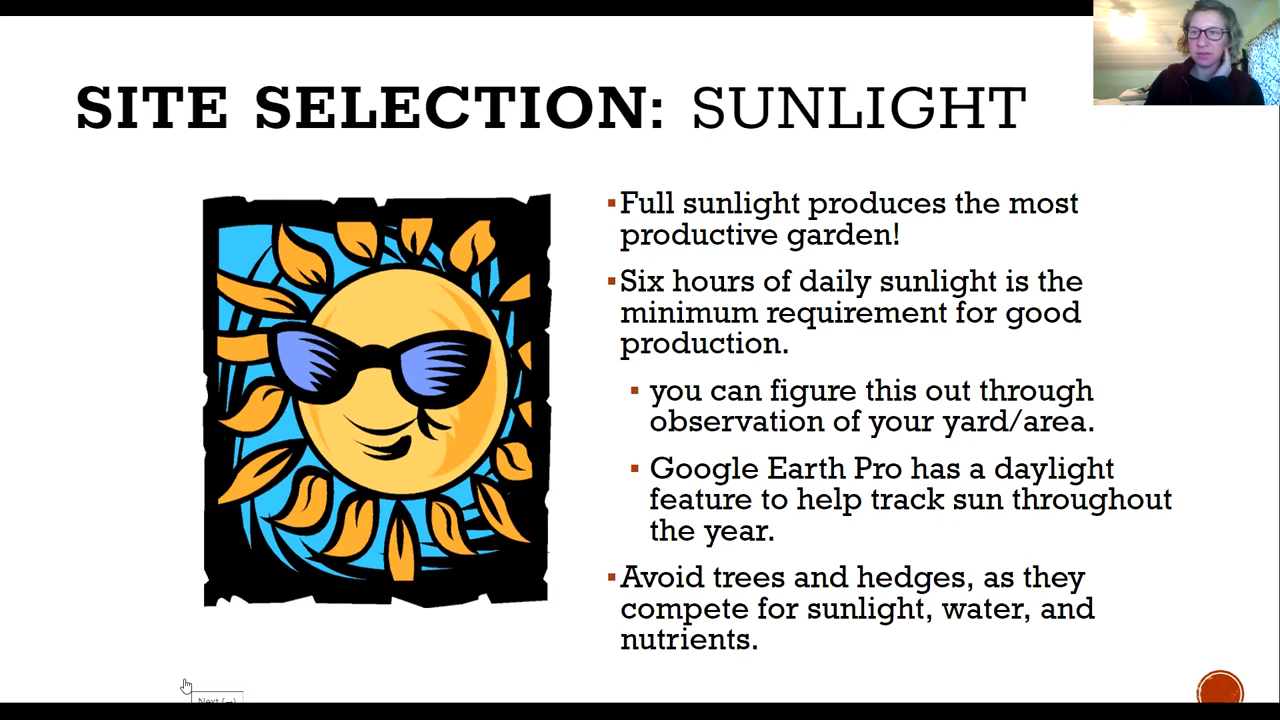 SITE SELECTION: SUNLIGHT
▪Full sunlight produces the most
productive garden!
▪Six hours of daily sunlight is the
minimum requirement for good
production.
▪ you can figure this out through
observation of your yard/area.
▪ Google Earth Pro has a daylight
feature to help track sun throughout
the year.
▪Avoid trees and hedges, as they
compete for sunlight, water, and
nutrients.
Next (→)